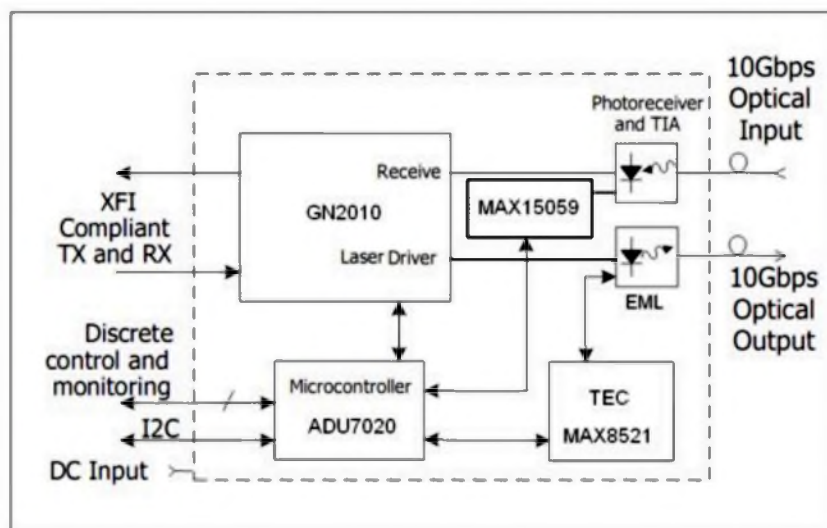 10Gbps
Optical
Input
Photoreceiver
and TIA
Receive
GN2010
MAX15059
XFI
Compliant
TX and RX
Laser Driver
EML
10Gbps
Optical
Output
Discrete
control and
monitoring
Microcontroller
ADU7020
TEC
MAX8521
I2C
DC Input